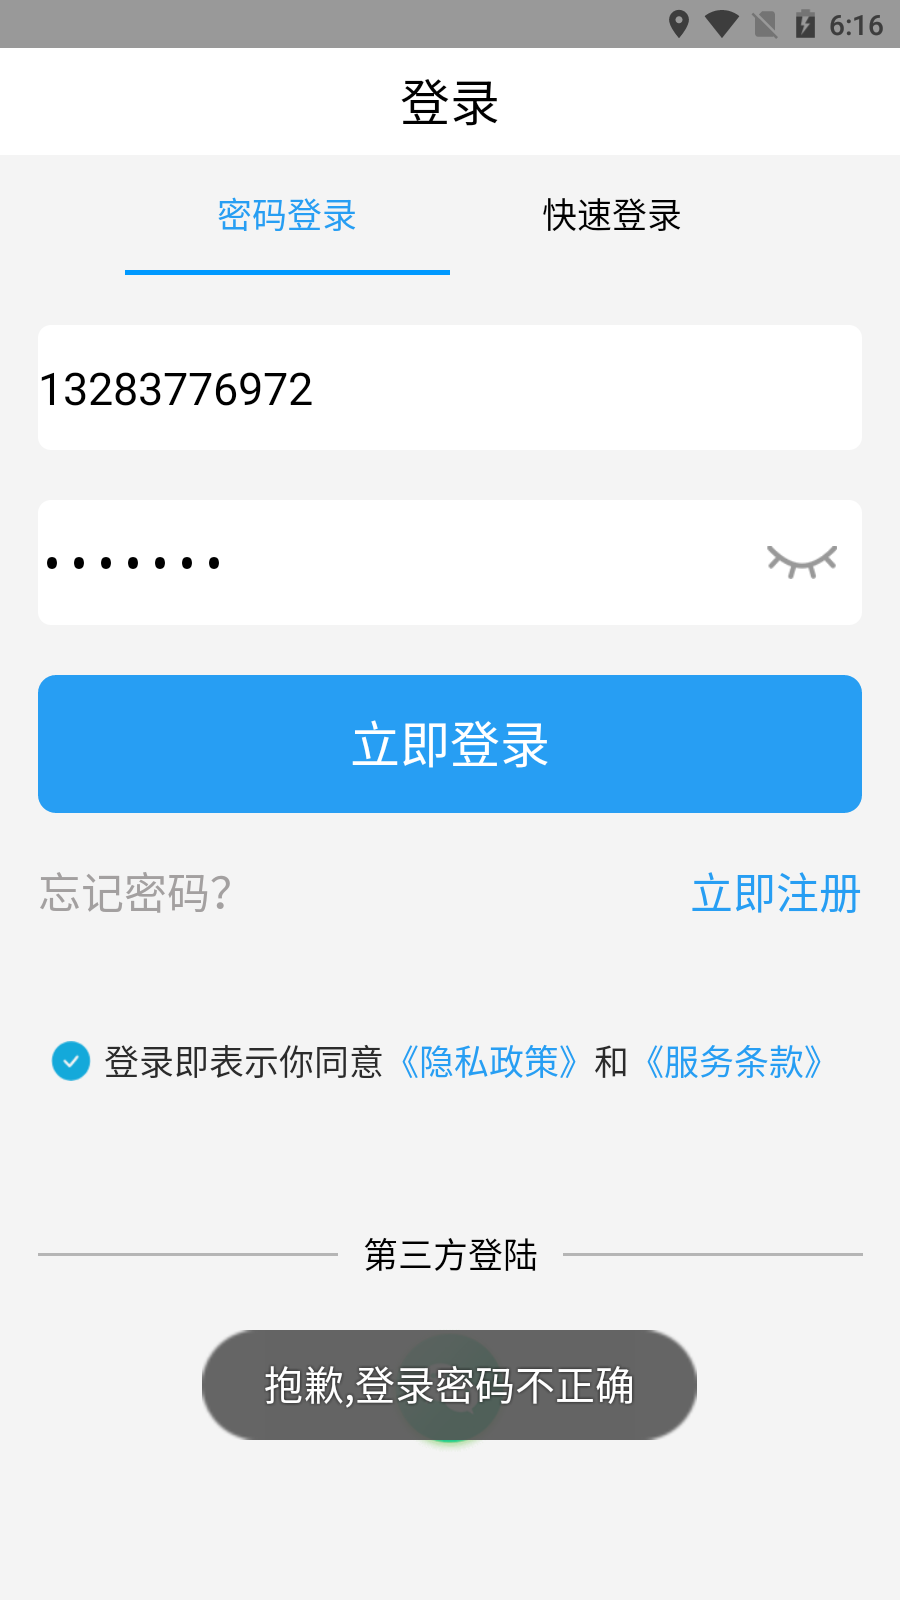 6:16
登录
密码登录 快速登录
13283776972
•••••••
立即登录
忘记密码? 立即注册
登录即表示你同意《隐私政策》和《服务条款》
第三方登陆
抱歉,登录密码不正确